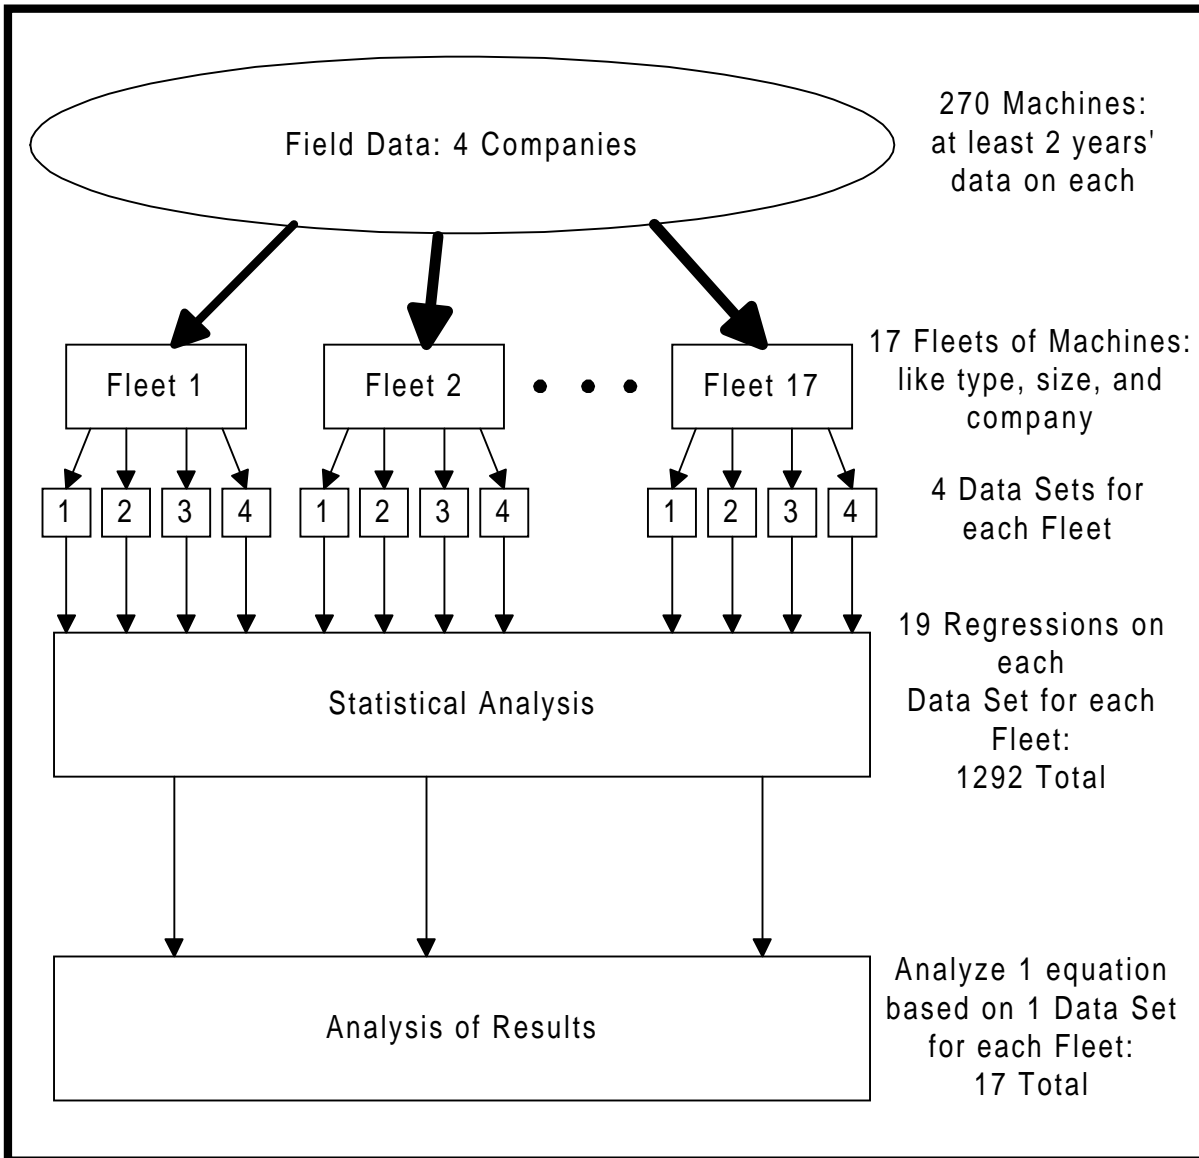 Field Data: 4 Companies
270 Machines:
at least 2 years'
data on each
17 Fleets of Machines:
like type, size, and
company
Fleet 1
Fleet 2
Fleet 17
1 2 3 4 1 2 3 4 1 2 3 4
4 Data Sets for
each Fleet
19 Regressions on
each
Data Set for each
Fleet:
1292 Total
Statistical Analysis
Analyze 1 equation
based on 1 Data Set
for each Fleet:
17 Total
Analysis of Results